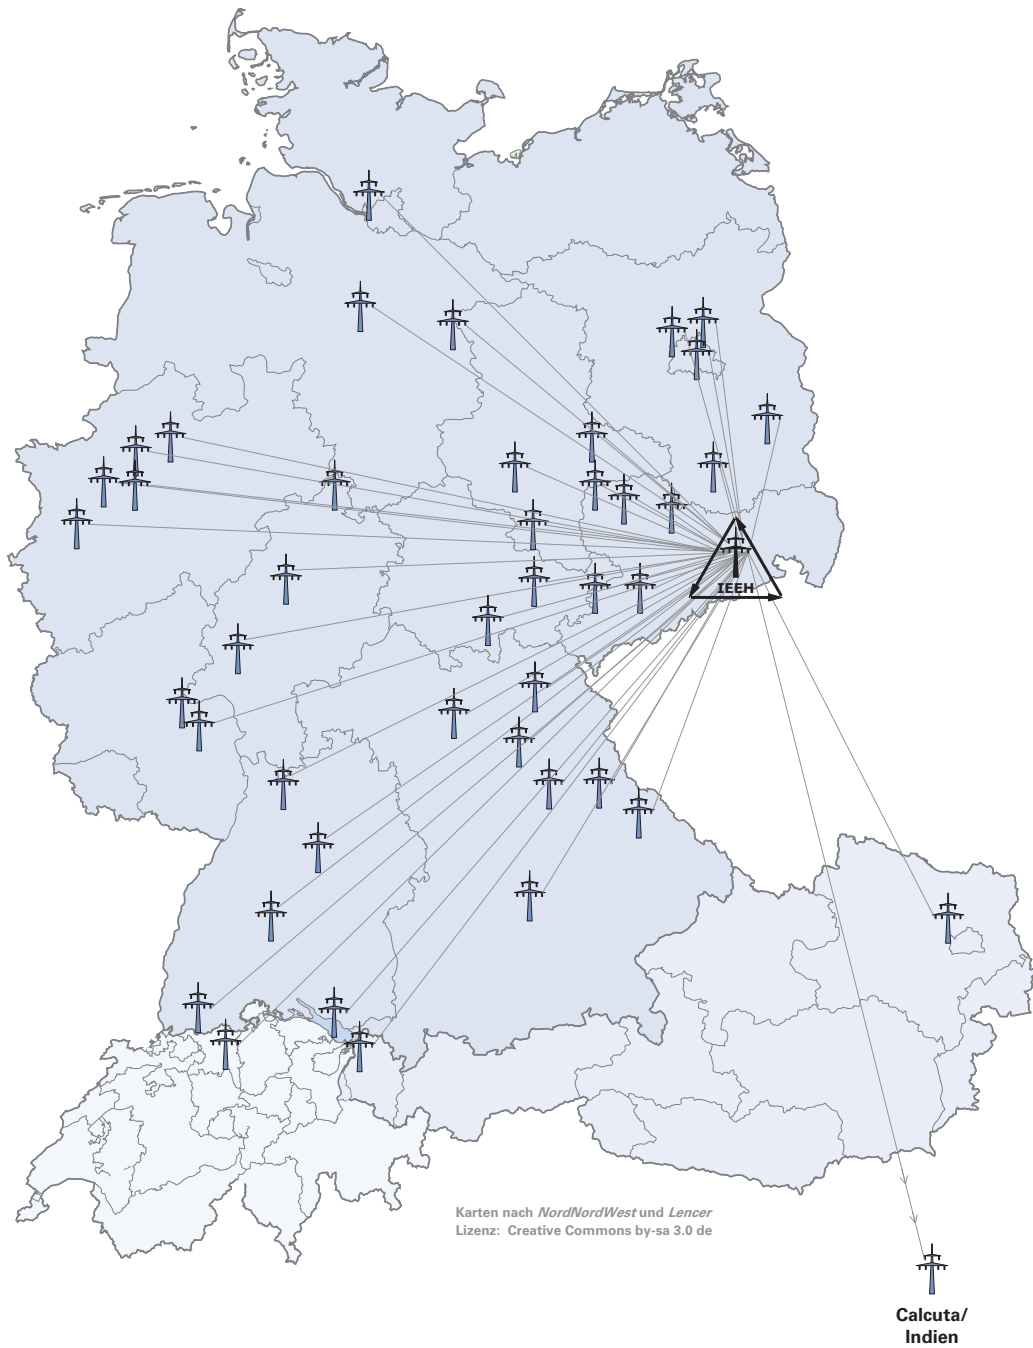 IEEH
Karten nach NordNordWest und Lencer
Lizenz: Creative Commons by-sa 3.0 de
Calcuta/
Indien